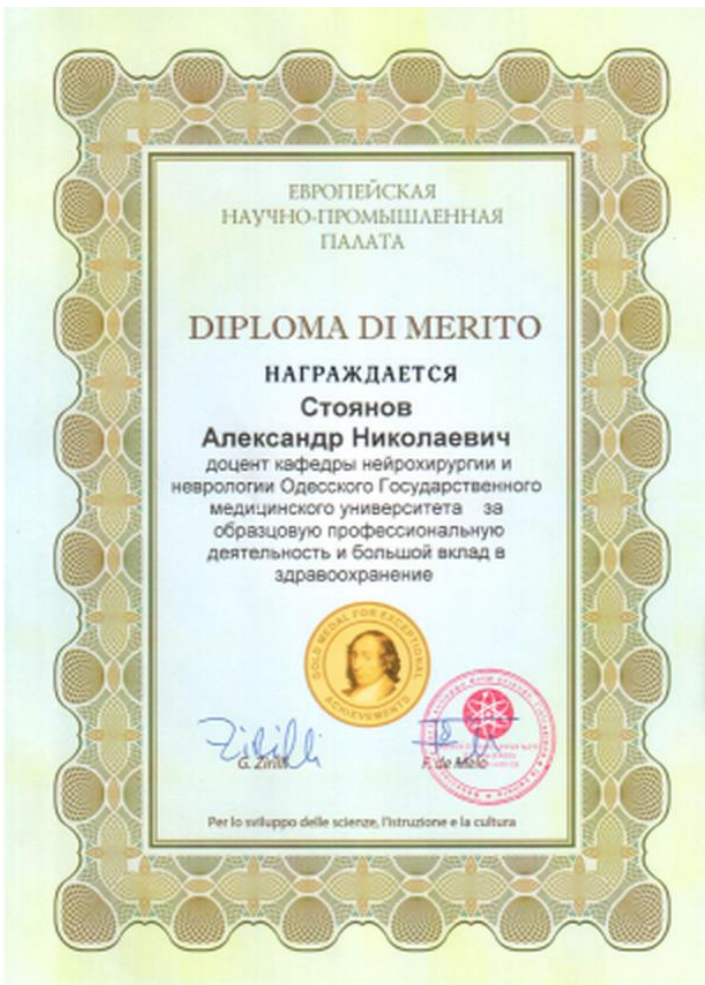 ЕВРОПЕЙСКАЯ
НАУЧНО-ПРОМЫШЛЕННАЯ
ПАЛАТА
DIPLOMA DI MERITO
НАГРАЖДАЕТСЯ
Стоянов
Александр Николаевич
доцент кафедры нейрохирургии и
неврологии Одесского Государственного
медицинского университета за
образцовую профессиональную
деятельность и большой вклад в
здравоохранение
GOLD MEDAL FOR EXCEPTIONAL
ACHIEVEMENTS
G. Zirilli
F. de Melo
Per lo sviluppo delle scienze, l'istruzione e la cultura